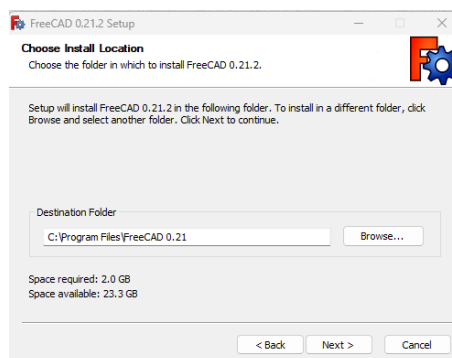 FreeCAD 0.21.2 Setup
Choose Install Location
Choose the folder in which to install FreeCAD 0.21.2.
Setup will install FreeCAD 0.21.2 in the following folder. To install in a different folder, click
Browse and select another folder. Click Next to continue.
Destination Folder
C:\Program Files\FreeCAD 0.21
Browse...
Space required: 2.0 GB
Space available: 23.3 GB
< Back
Next >
Cancel